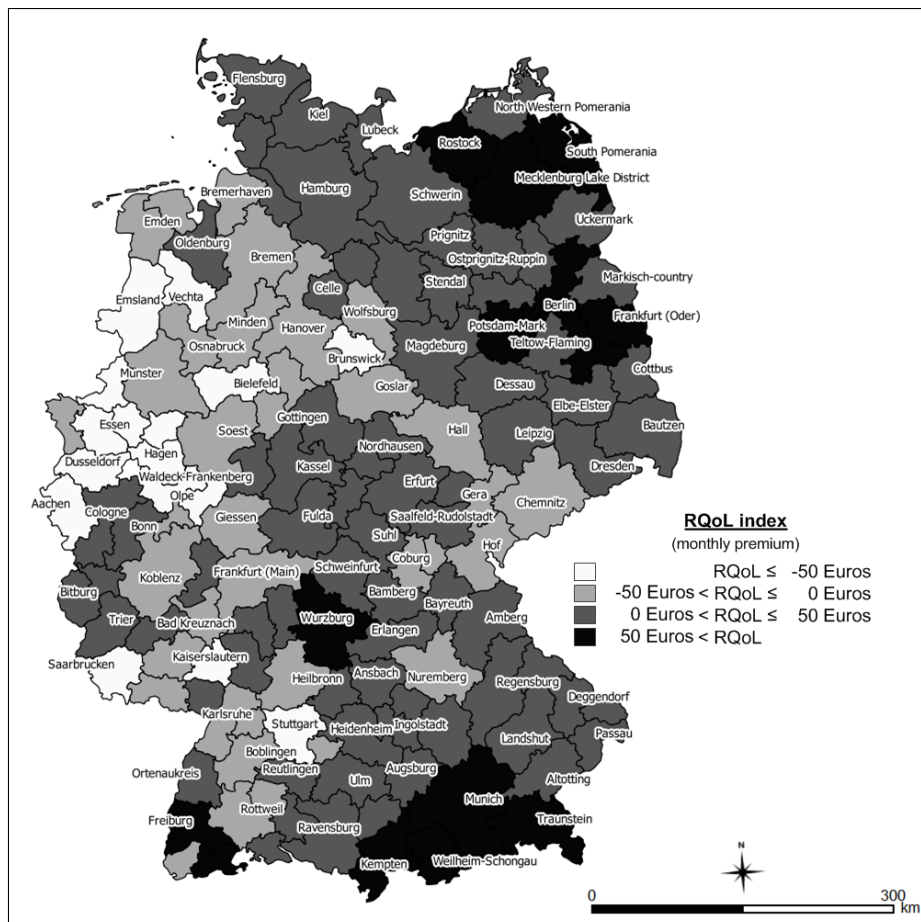 Flensburg
Kiel
Lubeck
North Western Pomerania
Rostock
South Pomerania
Mecklenburg Lake District
Bremerhaven
Hamburg
Schwerin
Emden
Uckermark
Oldenburg
Prignitz
Bremen
Ostprignitz-Ruppin
Stendal
Markisch-country
Celle
Emsland
Vechta
Berlin
Wolfsburg
Frankfurt (Oder)
Minden
Hanover
Potsdam-Mark
Osnabruck
Magdeburg
Teltow-Flaming
Brunswick
Cottbus
Munster
Bielefeld
Goslar
Dessau
Elbe-Elster
Gottingen
Essen
Soest
Hall
Leipzig
Bautzen
Nordhausen
Hagen
Dusseldorf
Kassel
Dresden
Waldeck-Frankenberg
Erfurt
Olpe
Gera
Aachen
Chemnitz
Cologne
Giessen
Fulda
Saalfeld-Rudolstadt
Bonn
Suhl
Hof
Coburg
Koblenz
Frankfurt (Main)
Schweinfurt
Bitburg
Bamberg
Bayreuth
Trier
Bad Kreuznach
Wurzburg
Erlangen
Amberg
Saarbrucken
Kaiserslautern
Heilbronn
Ansbach
Nuremberg
Regensburg
Deggendorf
Karlsruhe
Stuttgart
Heidenheim
Ingolstadt
Passau
Landshut
Boblingen
Ortenaukreis
Reutlingen
Ulm
Augsburg
Altotting
Munich
Rottweil
Freiburg
Ravensburg
Traunstein
Kempten
Weilheim-Schongau
RQoL index
(monthly premium)
RQoL ≤ -50 Euros
-50 Euros < RQoL ≤ 0 Euros
0 Euros < RQoL ≤ 50 Euros
50 Euros < RQoL
N
0 300
km